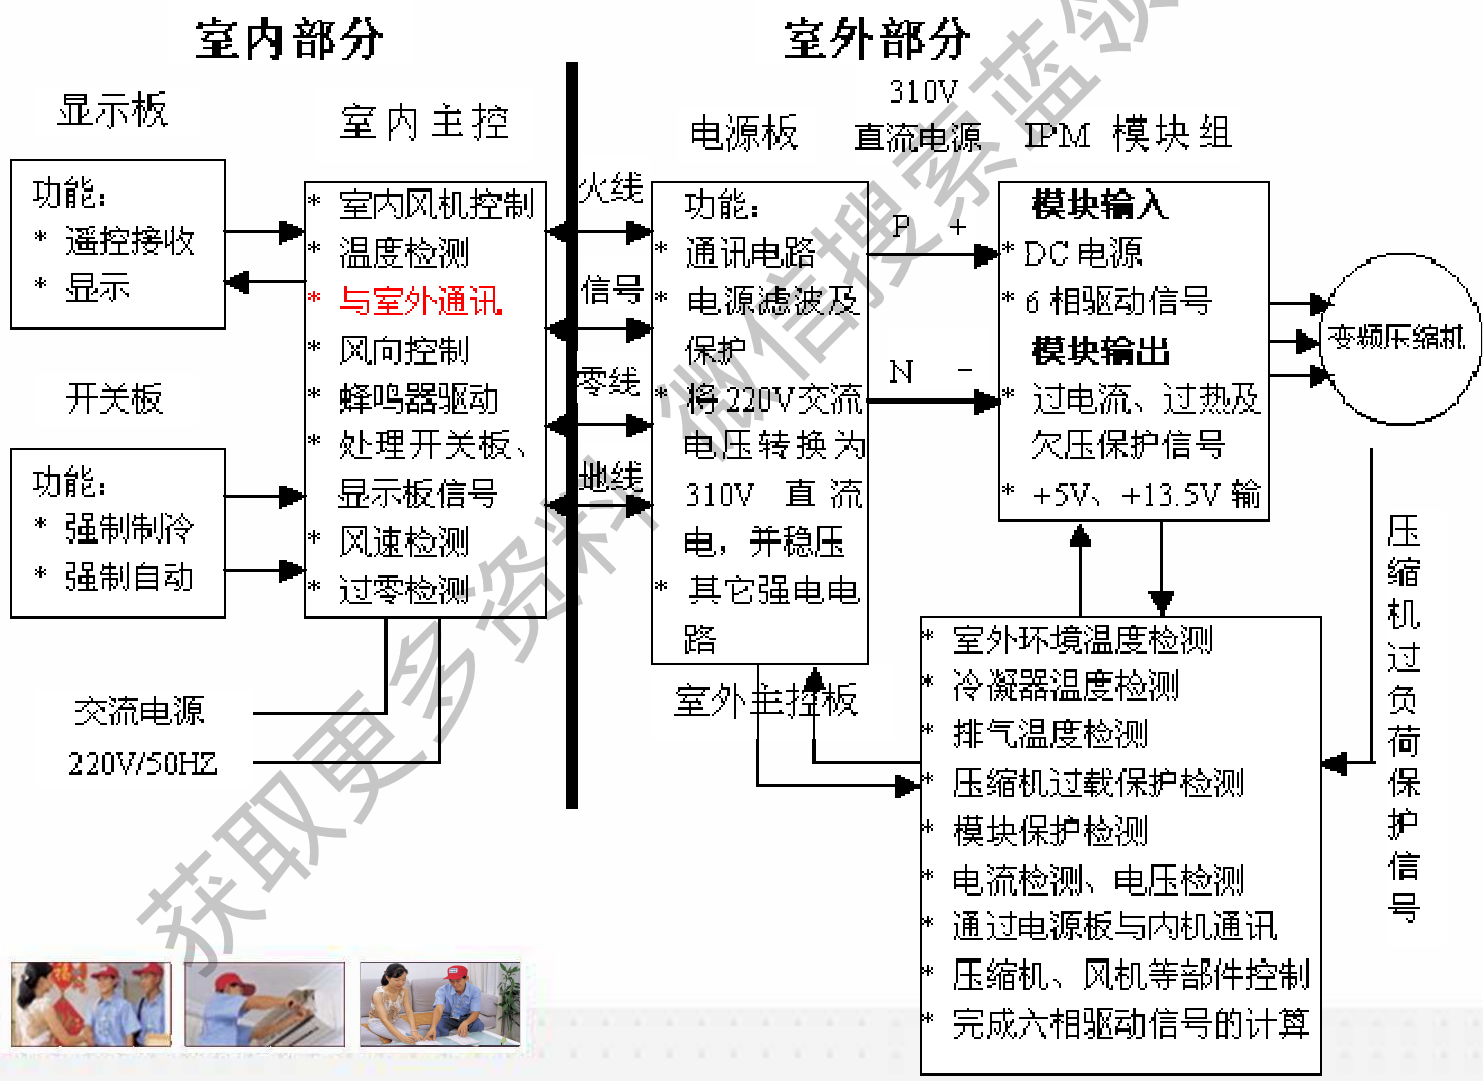 室内部分
室外部分
显示板
功能：
* 遥控接收
* 显示
开关板
功能：
* 强制制冷
* 强制自动
交流电源
220V/50HZ
室内主控
* 室内风机控制
* 温度检测
* 与室外通讯
* 风向控制
* 蜂鸣器驱动
* 处理开关板、
显示板信号
* 风速检测
* 过零检测
火线
信号
零线
地线
电源板
功能：
* 通讯电路
* 电源滤波及
保护
* 将220V交流
电压转换为
310V 直流
电，并稳压
* 其它强电电
路
310V
直流电源
P +
N -
IPM 模块组
模块输入
* DC电源
* 6相驱动信号
模块输出
* 过电流、过热及
欠压保护信号
* +5V、+13.5V输
变频压缩机
压缩机过负荷保护信号
室外主控板
* 室外环境温度检测
* 冷凝器温度检测
* 排气温度检测
* 压缩机过载保护检测
* 模块保护检测
* 电流检测、电压检测
* 通过电源板与内机通讯
* 压缩机、风机等部件控制
* 完成六相驱动信号的计算
获取更多资料 微信搜索蓝领